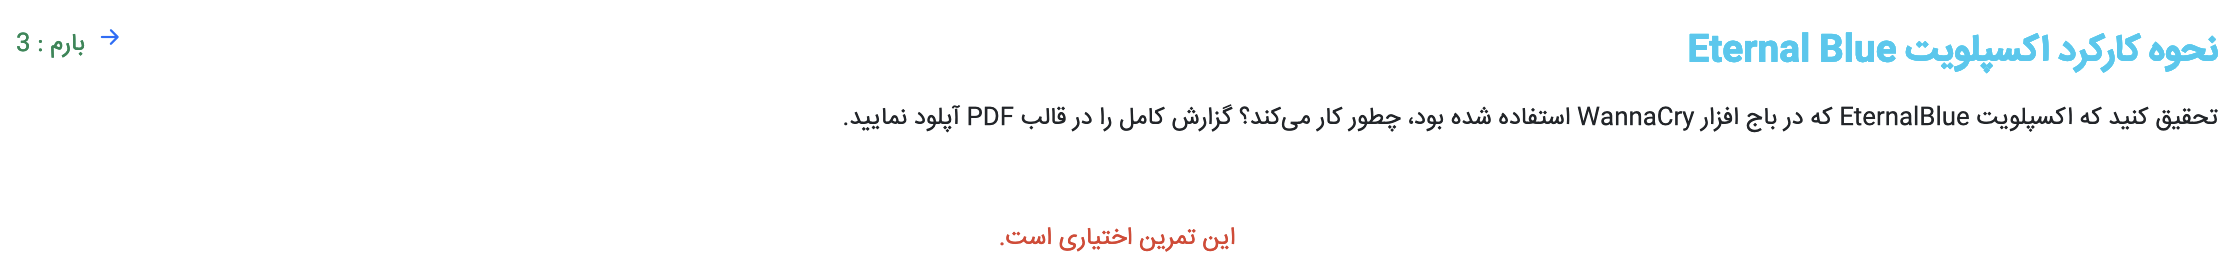 نحوه کارکرد اکسپلویت Eternal Blue
بارم : 3
تحقیق کنید که اکسپلویت EternalBlue که در باج افزار WannaCry استفاده شده بود، چطور کار می‌کند؟ گزارش کامل را در قالب PDF آپلود نمایید.
این تمرین اختیاری است.